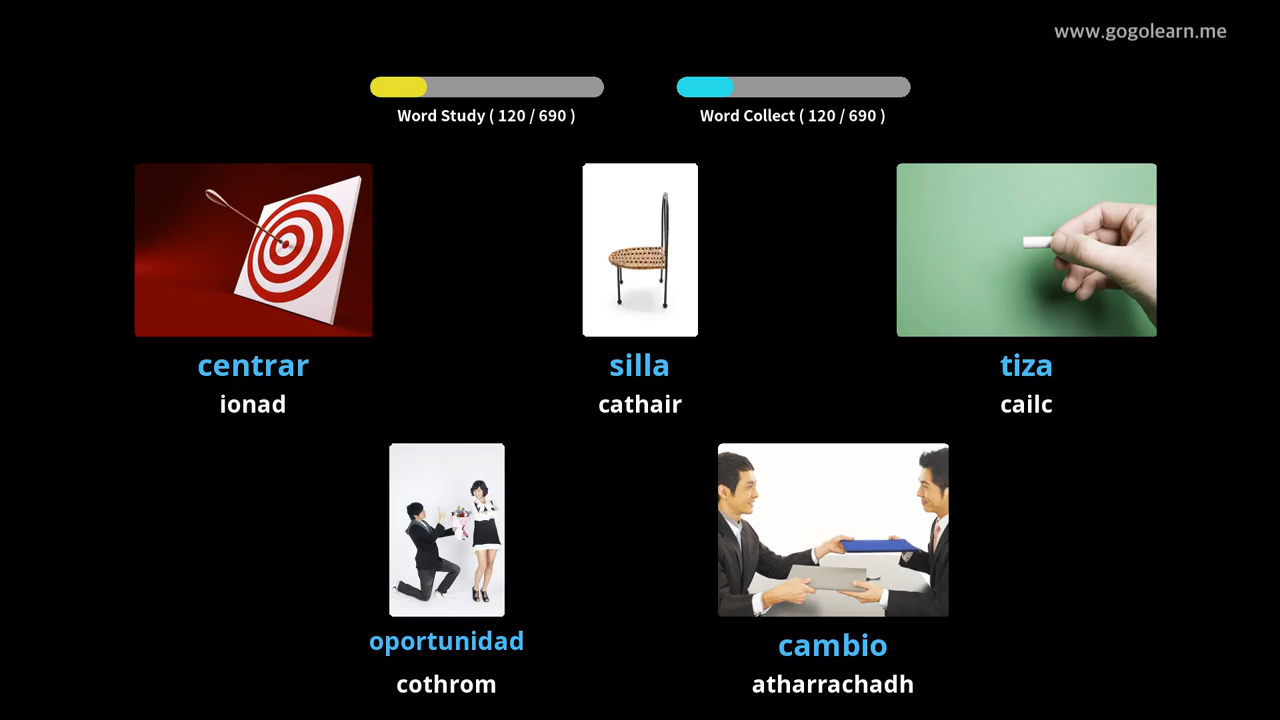 www.gogolearn.me
Word Study ( 120 / 690 )
Word Collect ( 120 / 690 )
centrar
ionad
silla
cathair
tiza
cailc
oportunidad
cothrom
cambio
atharrachadh